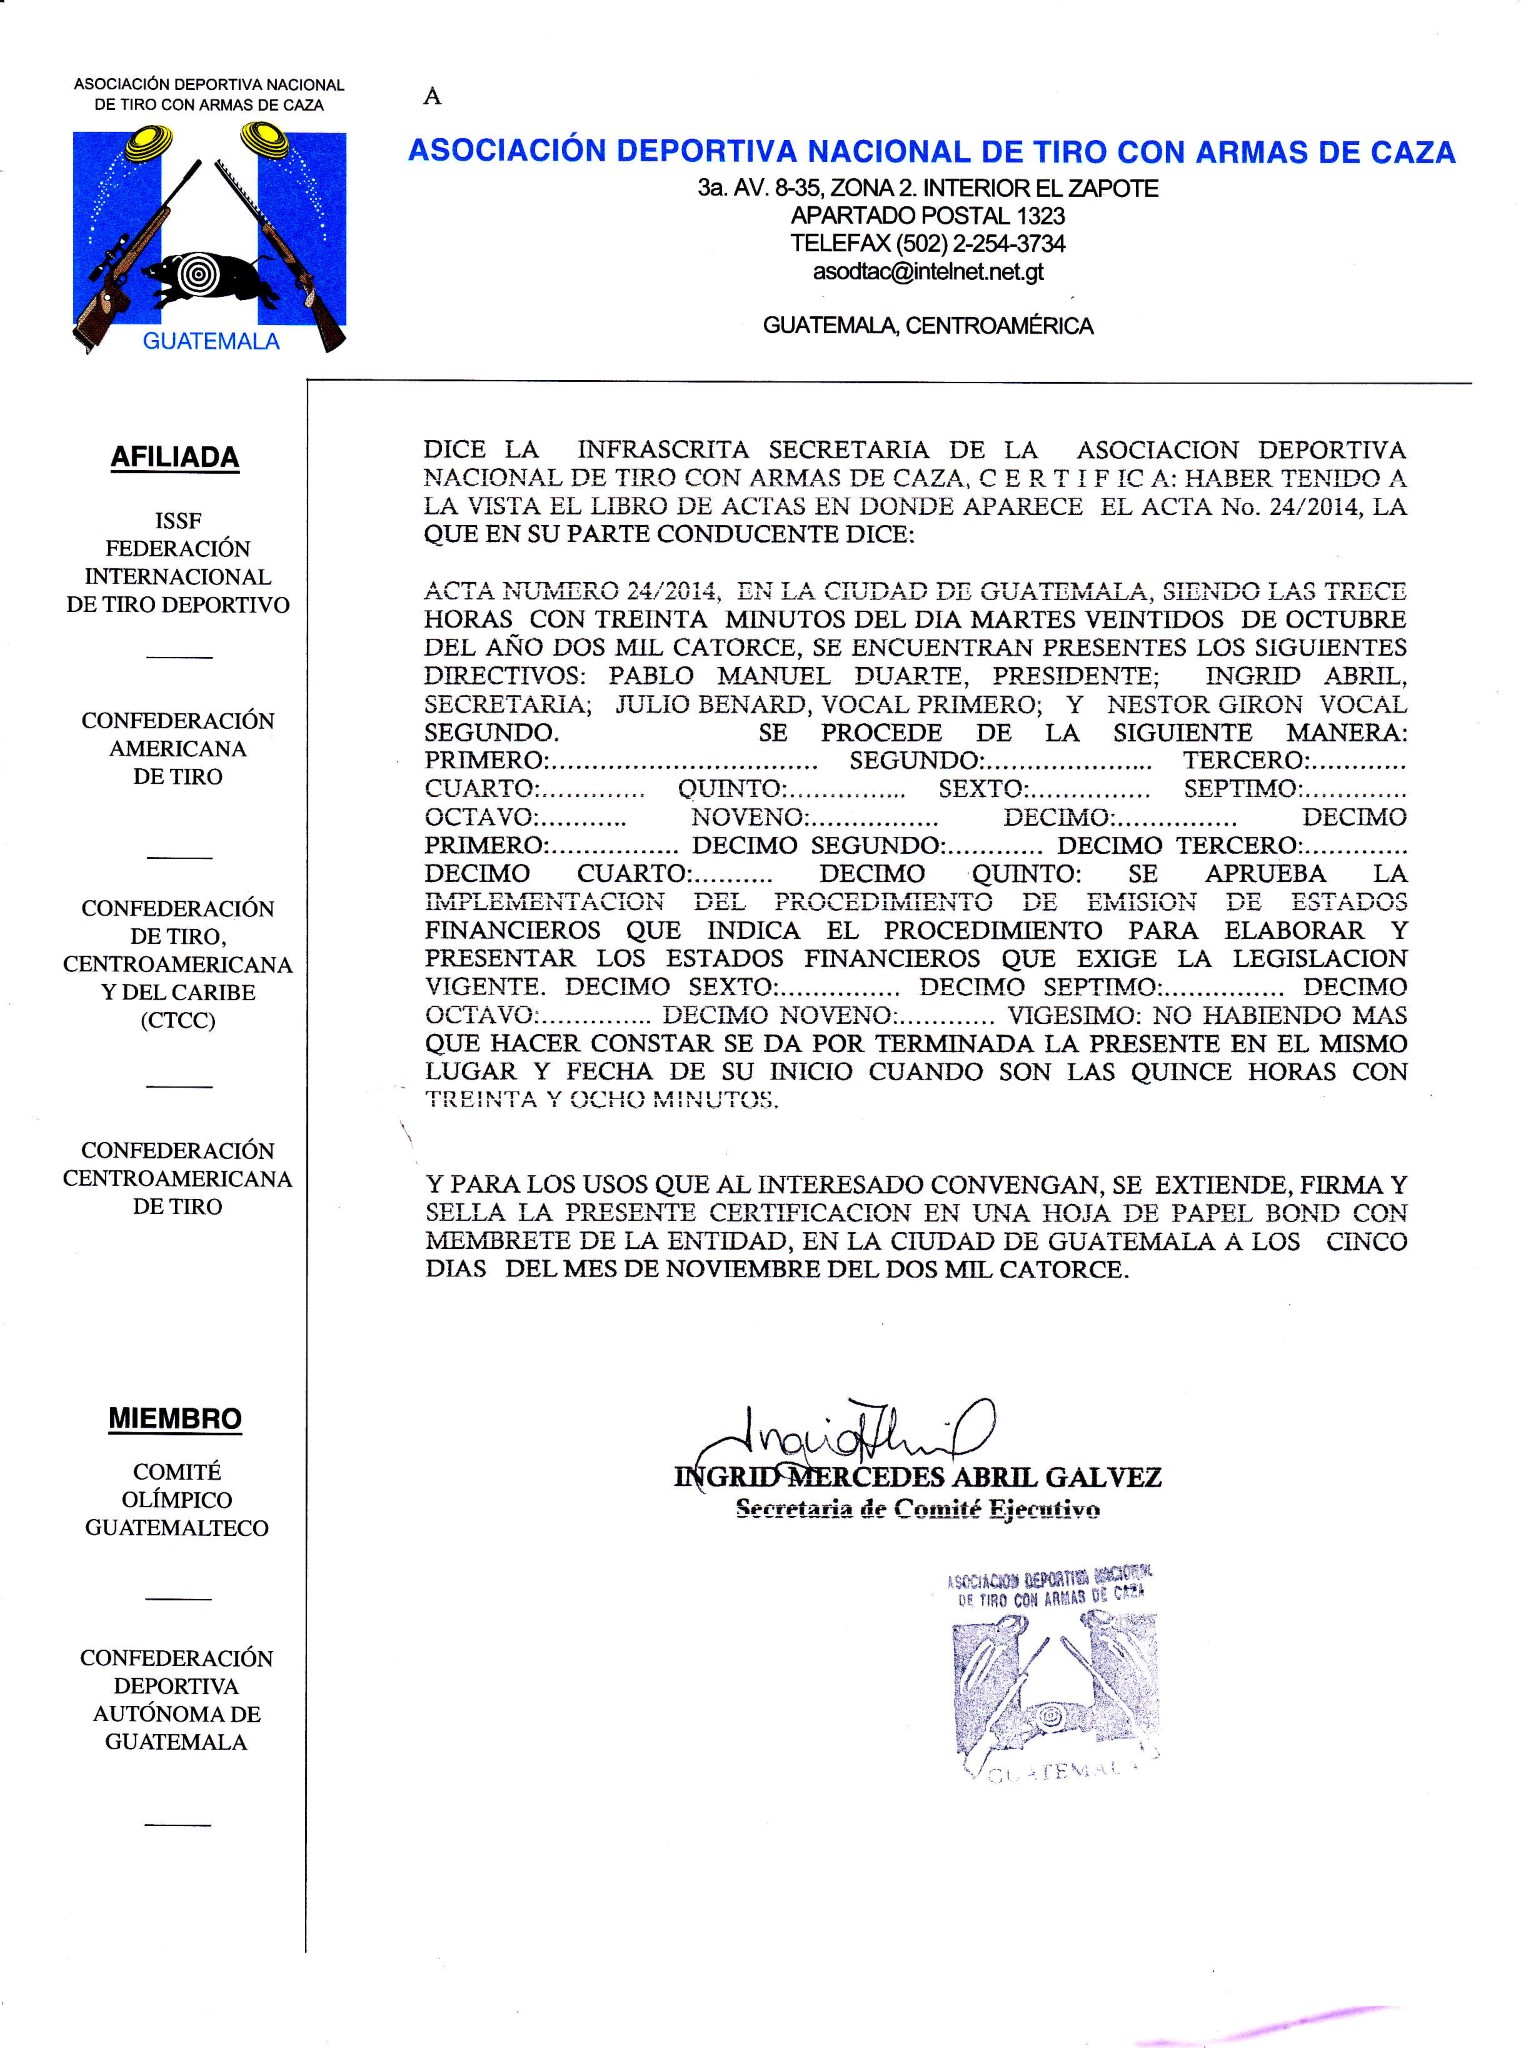 ASOCIACIÓN DEPORTIVA NACIONAL
DE TIRO CON ARMAS DE CAZA
GUATEMALA
A
ASOCIACIÓN DEPORTIVA NACIONAL DE TIRO CON ARMAS DE CAZA
3a. AV. 8-35, ZONA 2. INTERIOR EL ZAPOTE
APARTADO POSTAL 1323
TELEFAX (502) 2-254-3734
asodtac@intelnet.net.gt
GUATEMALA, CENTROAMÉRICA
AFILIADA
ISSF
FEDERACIÓN
INTERNACIONAL
DE TIRO DEPORTIVO
CONFEDERACIÓN
AMERICANA
DE TIRO
CONFEDERACIÓN
DE TIRO,
CENTROAMERICANA
Y DEL CARIBE
(CTCC)
CONFEDERACIÓN
CENTROAMERICANA
DE TIRO
MIEMBRO
COMITÉ
OLÍMPICO
GUATEMALTECO
CONFEDERACIÓN
DEPORTIVA
AUTÓNOMA DE
GUATEMALA
DICE LA INFRASCRITA SECRETARIA DE LA ASOCIACION DEPORTIVA
NACIONAL DE TIRO CON ARMAS DE CAZA, C E R T I F IC A: HABER TENIDO A
LA VISTA EL LIBRO DE ACTAS EN DONDE APARECE EL ACTA No. 24/2014, LA
QUE EN SU PARTE CONDUCENTE DICE:
ACTA NUMERO 24/2014, EN LA CIUDAD DE GUATEMALA, SIENDO LAS TRECE
HORAS CON TREINTA MINUTOS DEL DIA MARTES VEINTIDOS DE OCTUBRE
DEL AÑO DOS MIL CATORCE, SE ENCUENTRAN PRESENTES LOS SIGUIENTES
DIRECTIVOS: PABLO MANUEL DUARTE, PRESIDENTE; INGRID ABRIL,
SECRETARIA; JULIO BENARD, VOCAL PRIMERO; Y NESTOR GIRON VOCAL
SEGUNDO. SE PROCEDE DE LA SIGUIENTE MANERA:
PRIMERO:.................................. SEGUNDO:..................... TERCERO:............
CUARTO:............. QUINTO:............... SEXTO:............... SEPTIMO:.............
OCTAVO:........... NOVENO:................ DECIMO:............... DECIMO
PRIMERO:................ DECIMO SEGUNDO:............ DECIMO TERCERO:.............
DECIMO CUARTO:.......... DECIMO QUINTO: SE APRUEBA LA
IMPLEMENTACION DEL PROCEDIMIENTO DE EMISION DE ESTADOS
FINANCIEROS QUE INDICA EL PROCEDIMIENTO PARA ELABORAR Y
PRESENTAR LOS ESTADOS FINANCIEROS QUE EXIGE LA LEGISLACION
VIGENTE. DECIMO SEXTO:............... DECIMO SEPTIMO:............... DECIMO
OCTAVO:.............. DECIMO NOVENO:............ VIGESIMO: NO HABIENDO MAS
QUE HACER CONSTAR SE DA POR TERMINADA LA PRESENTE EN EL MISMO
LUGAR Y FECHA DE SU INICIO CUANDO SON LAS QUINCE HORAS CON
TREINTA Y OCHO MINUTOS.
Y PARA LOS USOS QUE AL INTERESADO CONVENGAN, SE EXTIENDE, FIRMA Y
SELLA LA PRESENTE CERTIFICACION EN UNA HOJA DE PAPEL BOND CON
MEMBRETE DE LA ENTIDAD, EN LA CIUDAD DE GUATEMALA A LOS CINCO
DIAS DEL MES DE NOVIEMBRE DEL DOS MIL CATORCE.
Ingrid Abril
INGRID MERCEDES ABRIL GALVEZ
Secretaria de Comité Ejecutivo
ASOCIACION DEPORTIVA NACIONAL
DE TIRO CON ARMAS DE CAZA
GUATEMALA